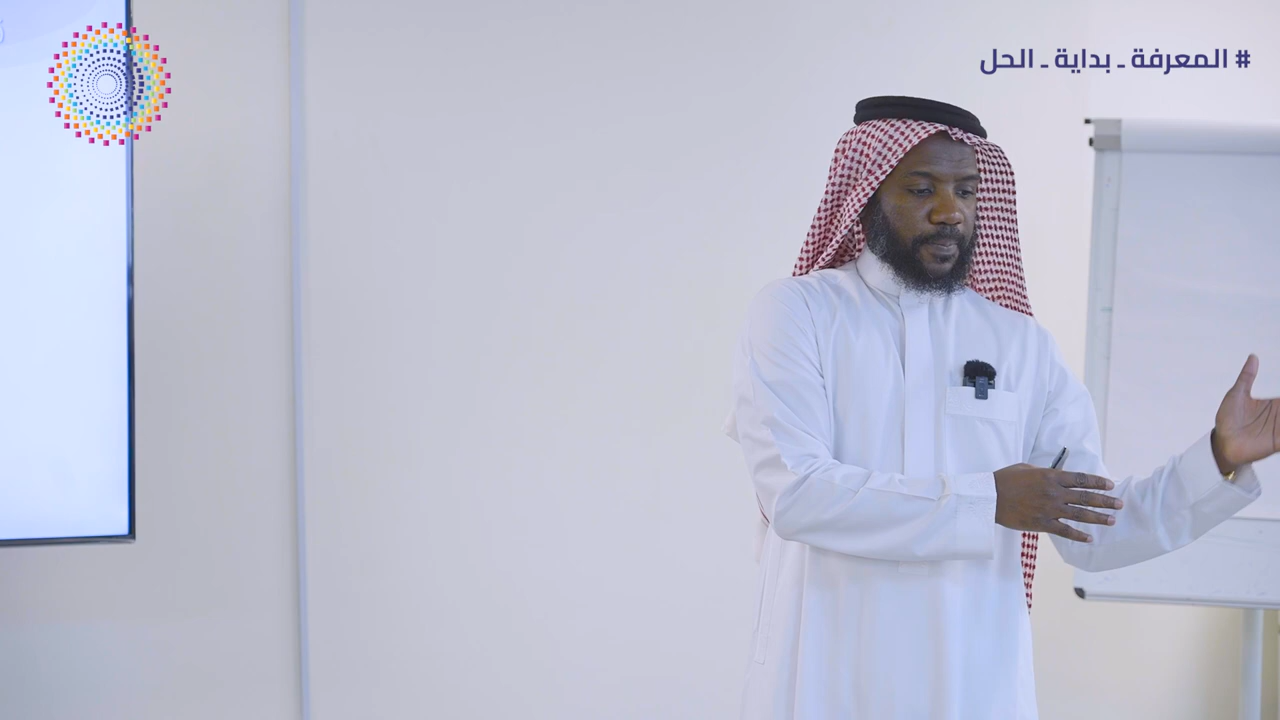 # المعرفة ـ بداية ـ الحل